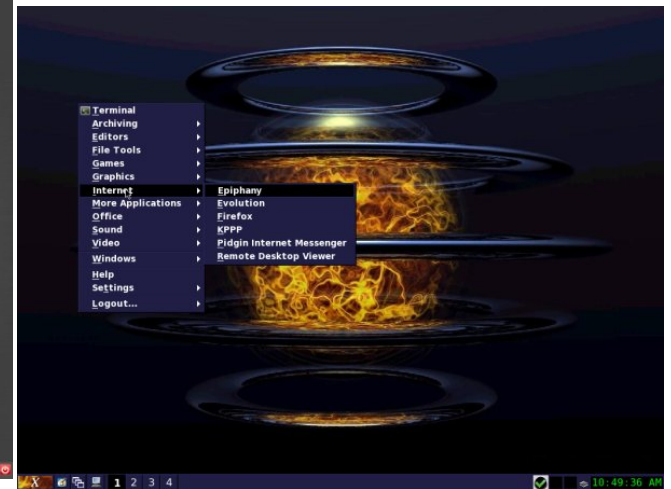 Terminal
Archiving
Editors
File Tools
Games
Graphics
Internet
More Applications
Office
Sound
Video
Windows
Help
Settings
Logout...
Epiphany
Evolution
Firefox
KPPP
Pidgin Internet Messenger
Remote Desktop Viewer
X 1 2 3 4 10:49:36 AM